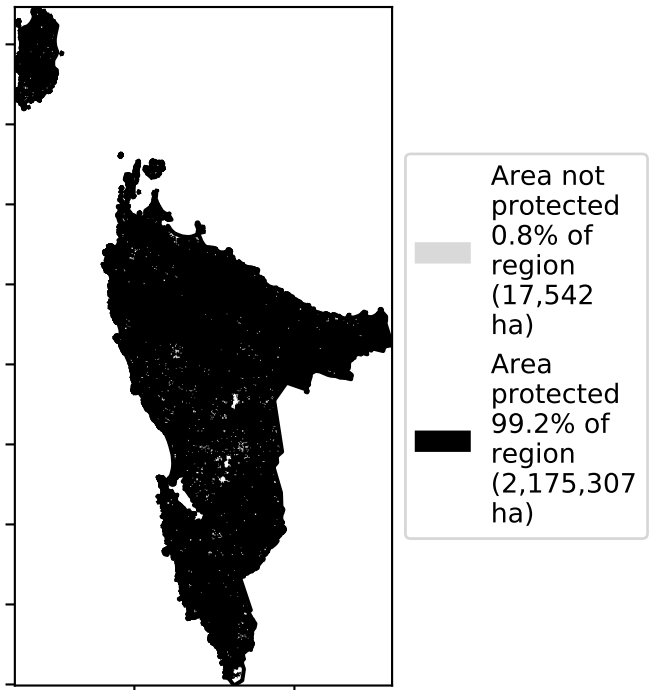 Area not
protected
0.8% of
region
(17,542
ha)
Area
protected
99.2% of
region
(2,175,307
ha)